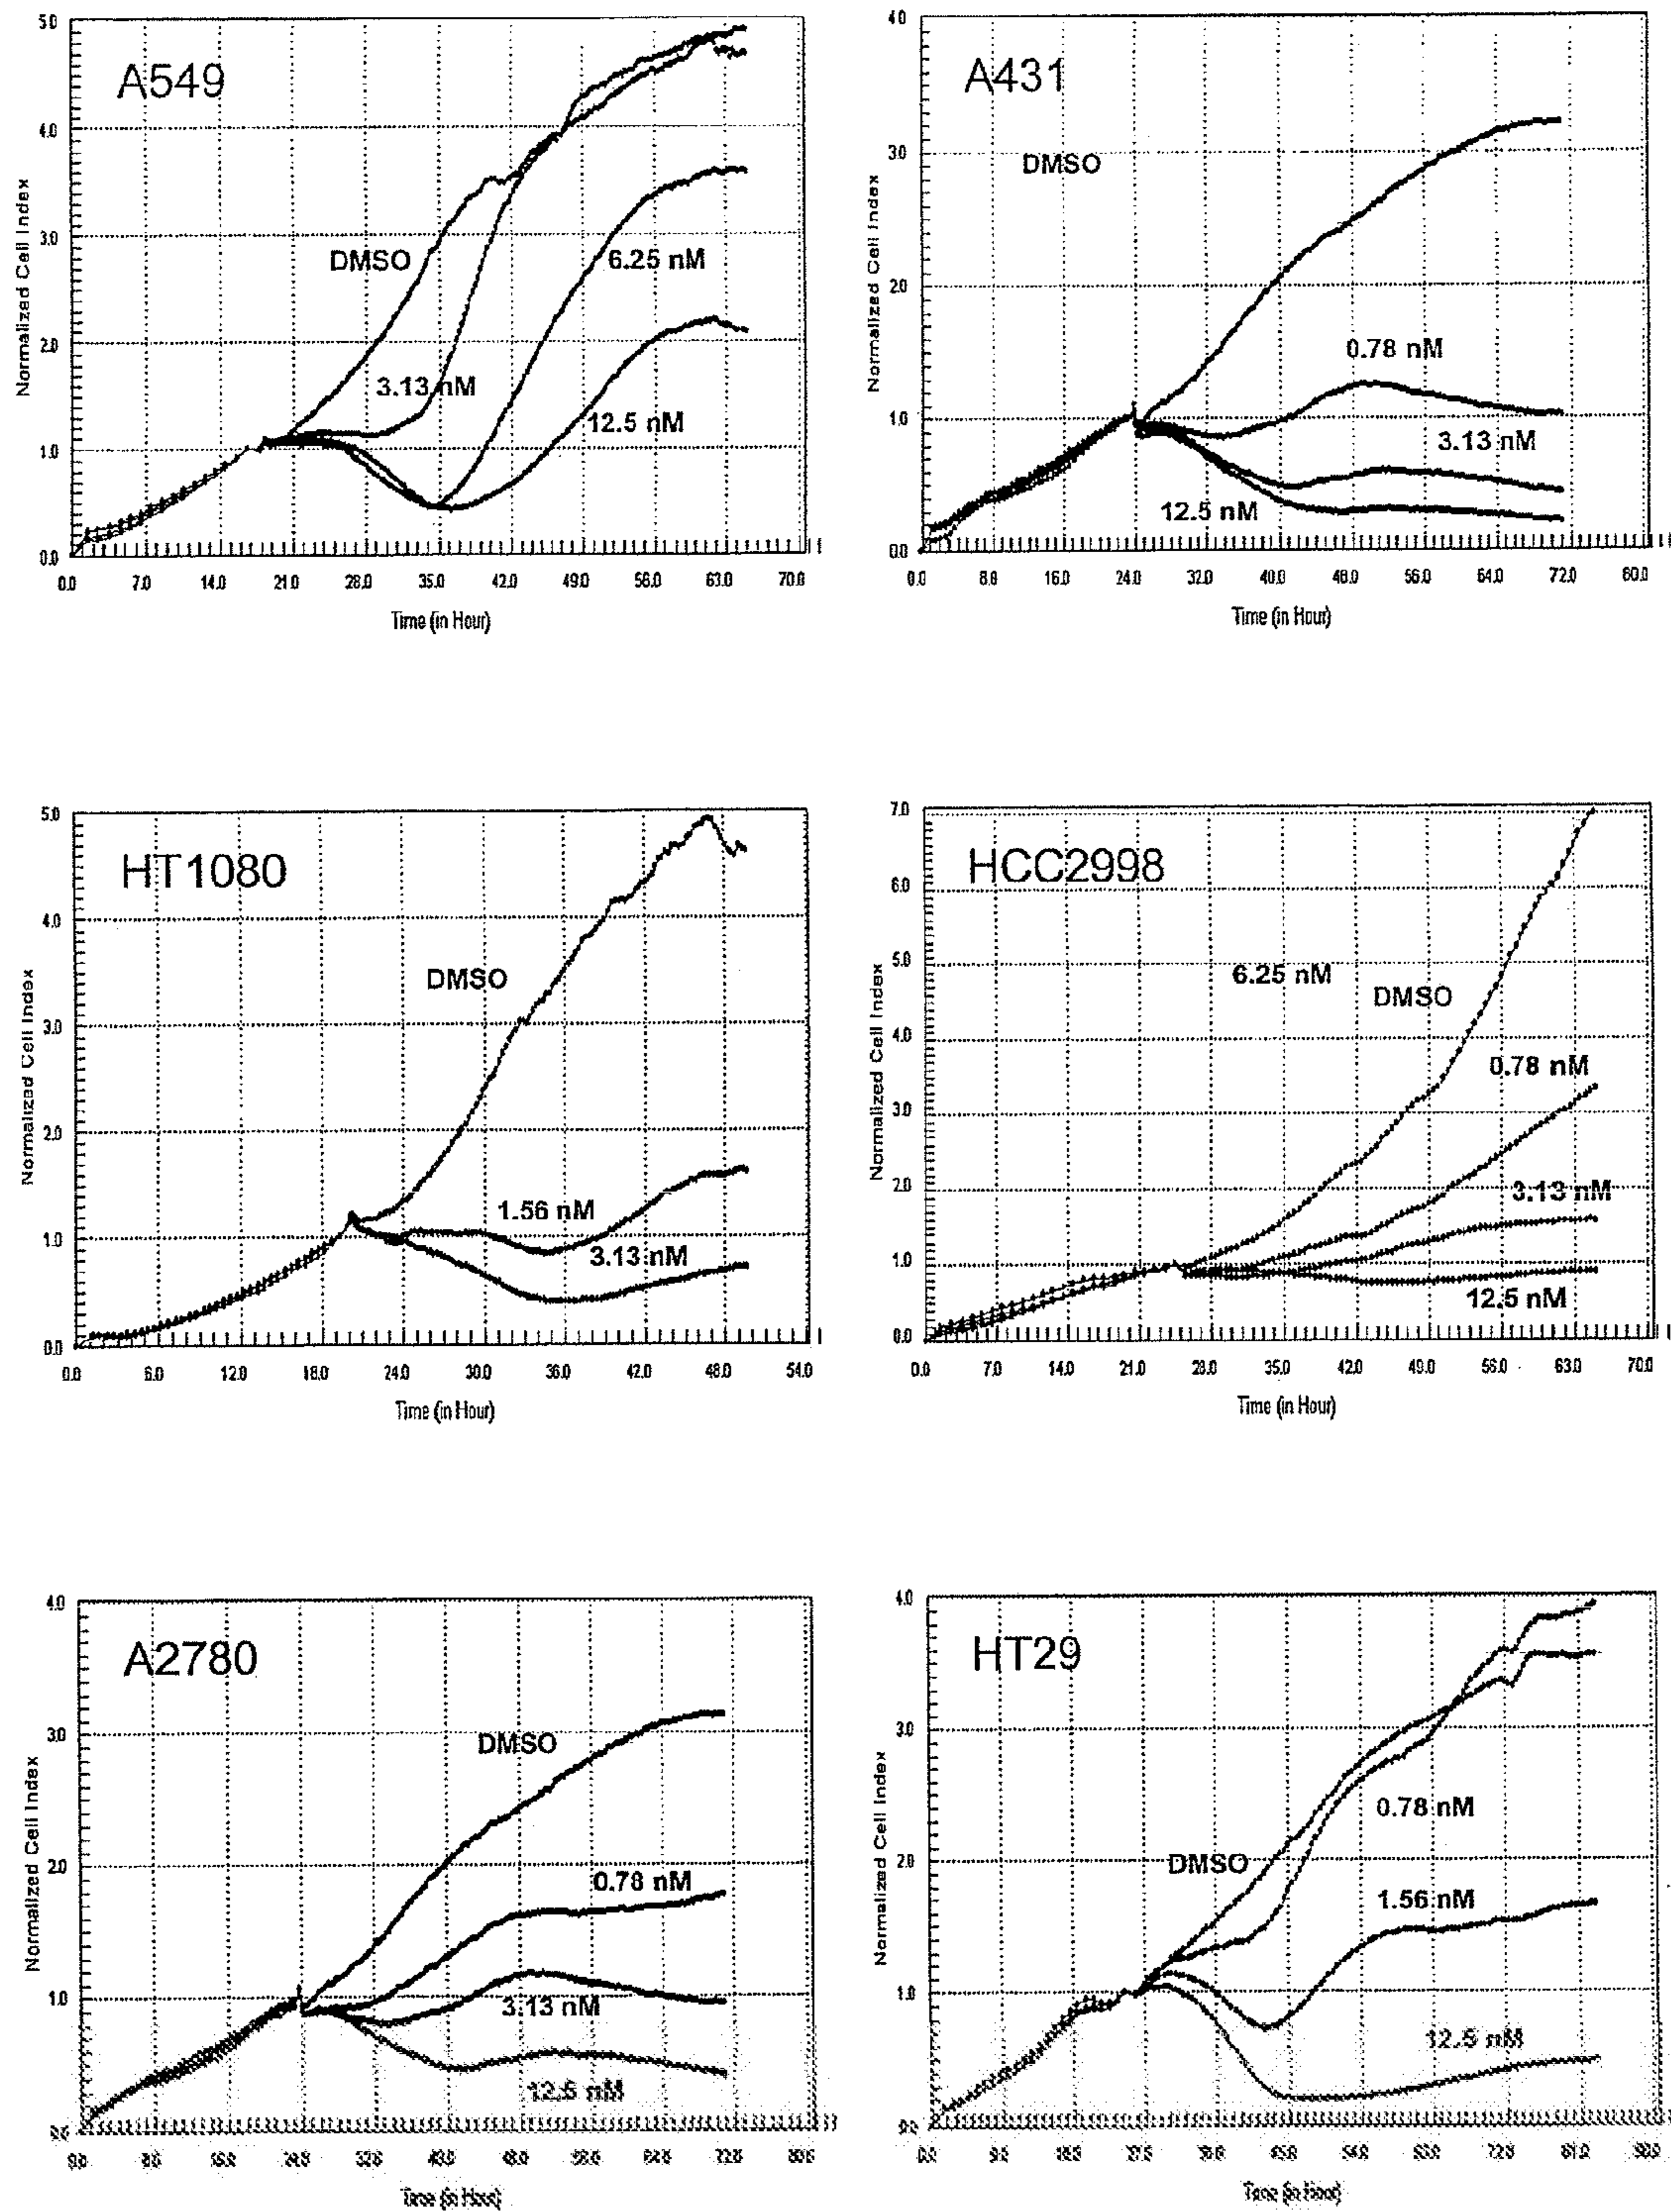 5.0
A549
4.0
3.0
DMSO
6.25 nM
2.0
3.13 nM
12.5 nM
1.0
0.0
0.0 7.0 14.0 21.0 28.0 35.0 42.0 49.0 56.0 63.0 70.0
Normalized Cell Index
Time (in Hour)
4.0
A431
DMSO
3.0
2.0
0.78 nM
1.0
3.13 nM
12.5 nM
0.0
0.0 8.0 16.0 24.0 32.0 40.0 48.0 56.0 64.0 72.0 80.0
Normalized Cell Index
Time (in Hour)
5.0
HT1080
4.0
DMSO
3.0
2.0
1.56 nM
1.0
3.13 nM
0.0
0.0 6.0 12.0 18.0 24.0 30.0 36.0 42.0 48.0 54.0
Normalized Cell Index
Time (in Hour)
7.0
HCC2998
6.0
5.0
6.25 nM
DMSO
4.0
0.78 nM
3.0
2.0
3.13 nM
1.0
12.5 nM
0.0
0.0 7.0 14.0 21.0 28.0 35.0 42.0 49.0 56.0 63.0 70.0
Normalized Cell Index
Time (in Hour)
4.0
A2780
3.0
DMSO
2.0
0.78 nM
1.0
3.13 nM
12.5 nM
Normalized Cell Index
Time (in Hour)
4.0
HT29
3.0
0.78 nM
2.0
DMSO
1.56 nM
1.0
12.5 nM
Normalized Cell Index
Time (in Hour)